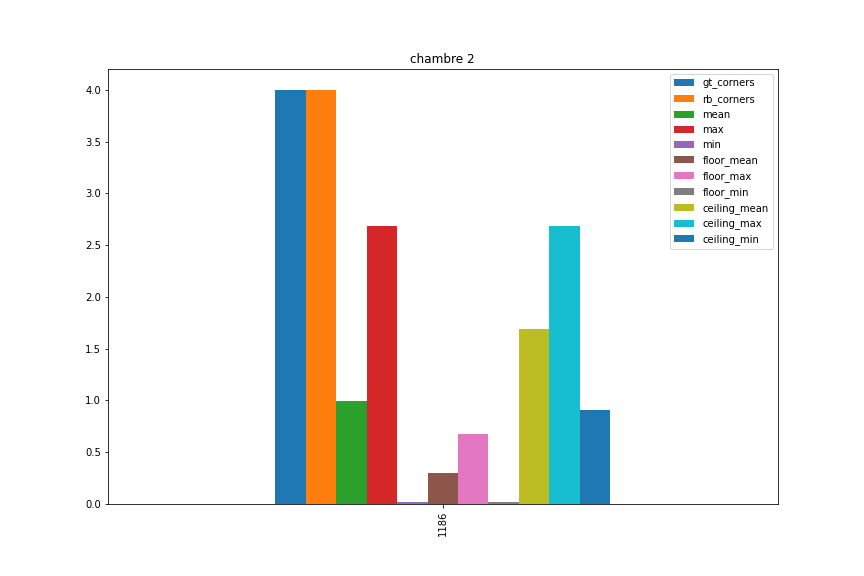 chambre 2
4.0
3.5
3.0
2.5
2.0
1.5
1.0
0.5
0.0
gt_corners
rb_corners
mean
max
min
floor_mean
floor_max
floor_min
ceiling_mean
ceiling_max
ceiling_min
1186